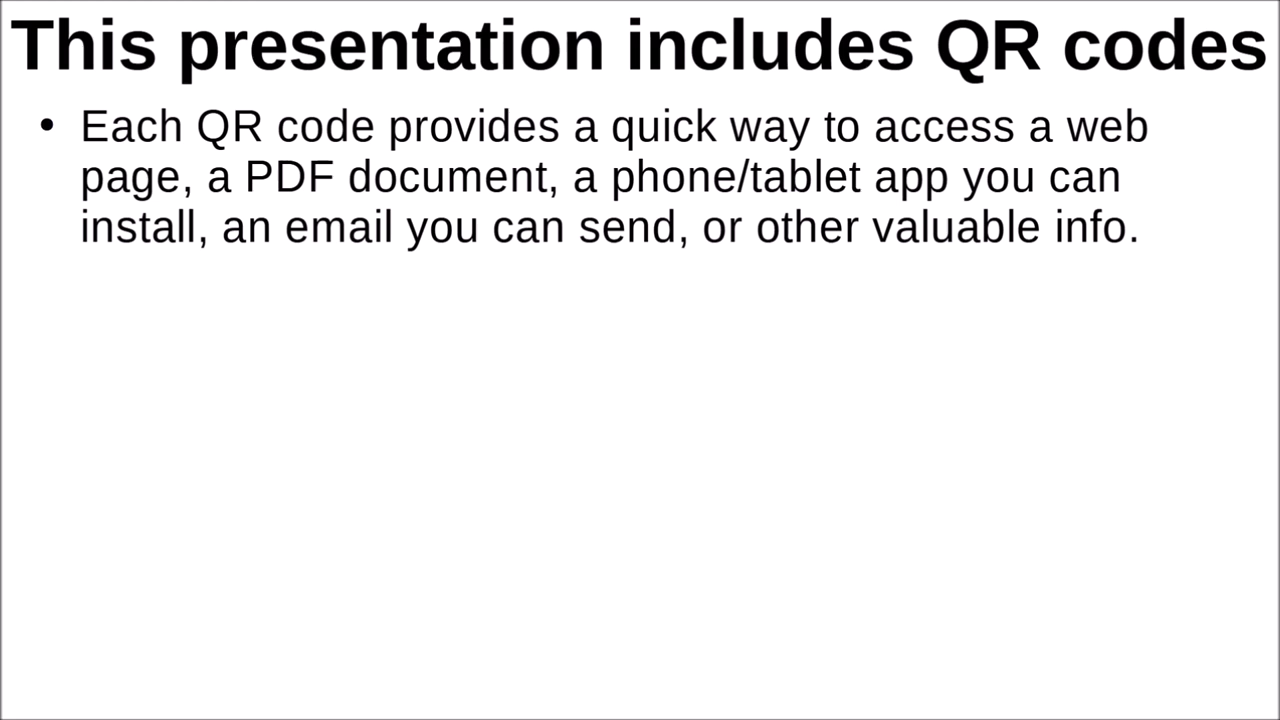 This presentation includes QR codes
• Each QR code provides a quick way to access a web
page, a PDF document, a phone/tablet app you can
install, an email you can send, or other valuable info.